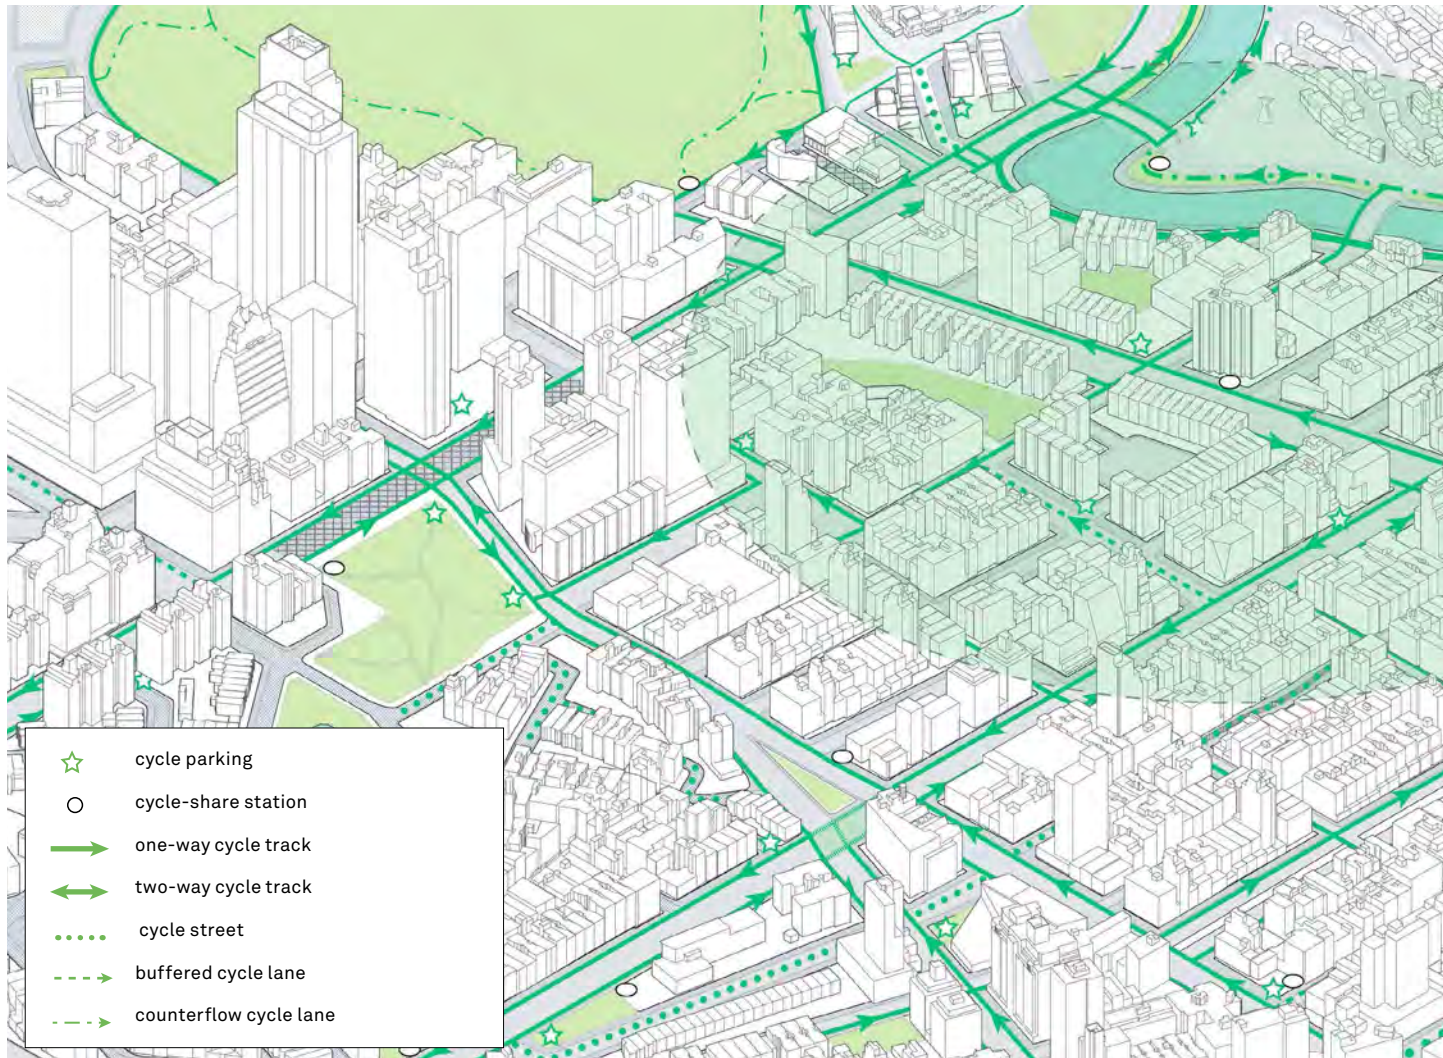 cycle parking
cycle-share station
one-way cycle track
two-way cycle track
cycle street
buffered cycle lane
counterflow cycle lane